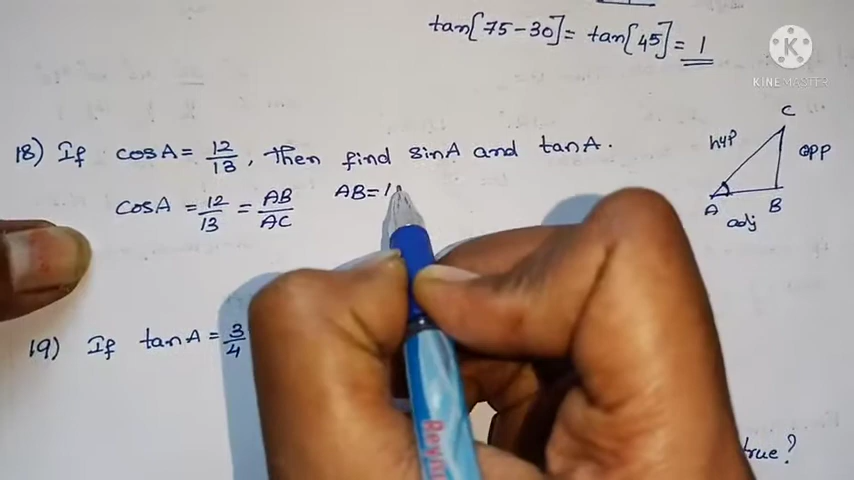 tan[75-30] = tan[45] = 1
KINEMASTER
18) If cosA = 12/13, Then find sinA and tanA.
cosA = 12/13 = AB/AC AB = 1
C
hyp
opp
A
B
adj
19) If tanA = 3/4
true?